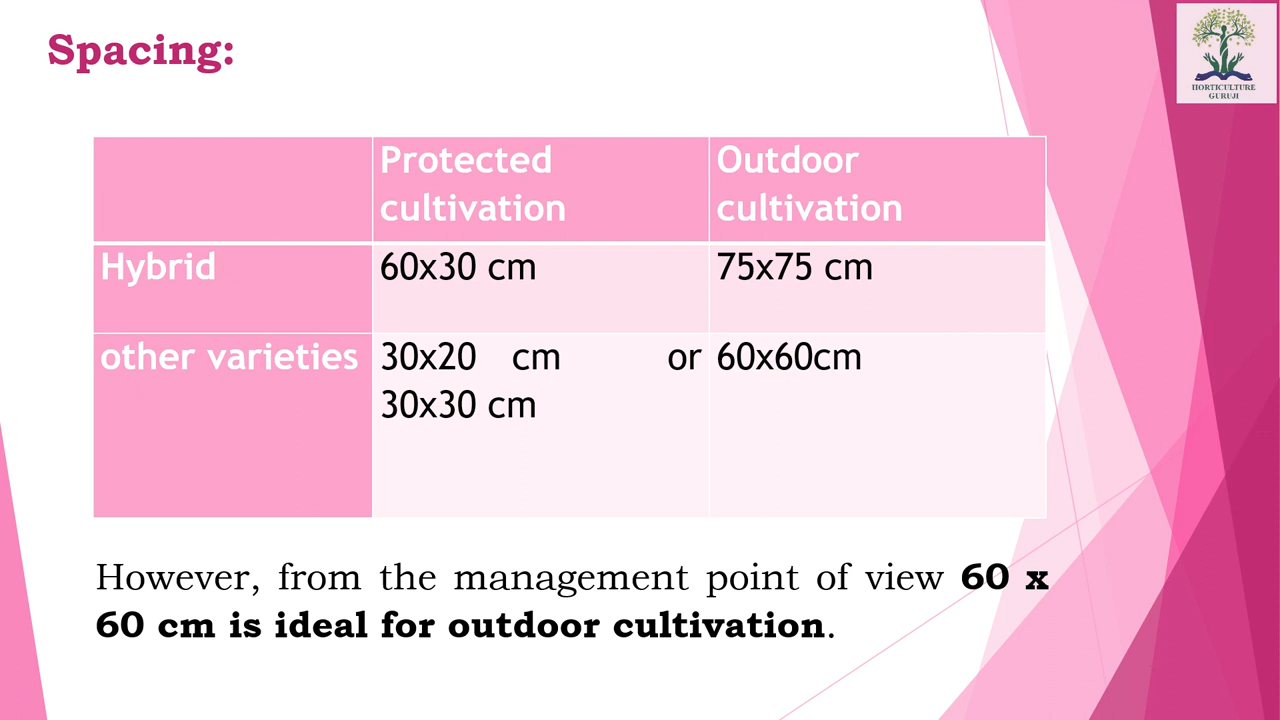 Spacing:
HORTICULTURE
GURUJI
Protected cultivation
Outdoor cultivation
Hybrid
60x30 cm
75x75 cm
other varieties
30x20 cm or
30x30 cm
60x60cm
However, from the management point of view 60 x
60 cm is ideal for outdoor cultivation.